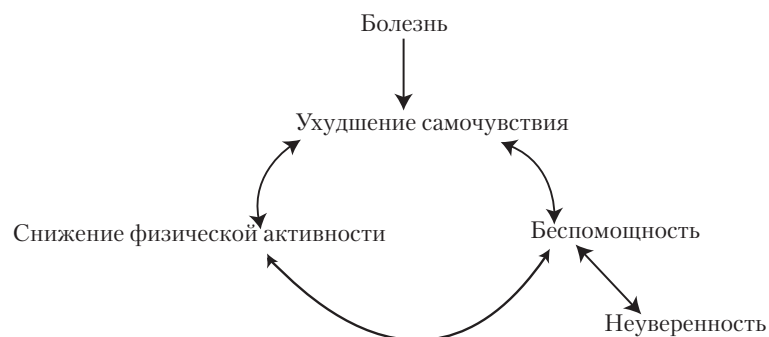 Болезнь
Ухудшение самочувствия
Снижение физической активности
Беспомощность
Неуверенность